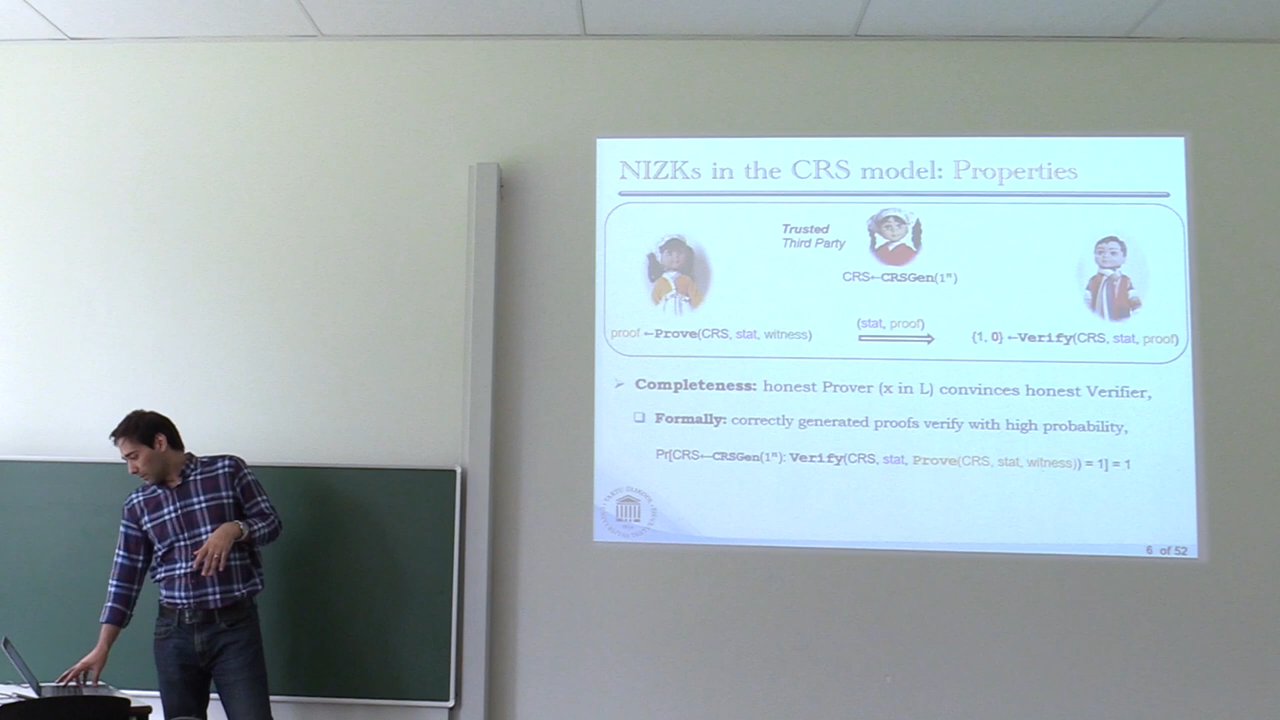 NIZKs in the CRS model: Properties
Trusted
Third Party
CRS←CRSGen(1ⁿ)
proof ←Prove(CRS, stat, witness)
(stat, proof)
{1, 0} ←Verify(CRS, stat, proof)
➢ Completeness: honest Prover (x in L) convinces honest Verifier,
❑ Formally: correctly generated proofs verify with high probability,
Pr[CRS←CRSGen(1ⁿ): Verify(CRS, stat, Prove(CRS, stat, witness)) = 1] = 1
6 of 52